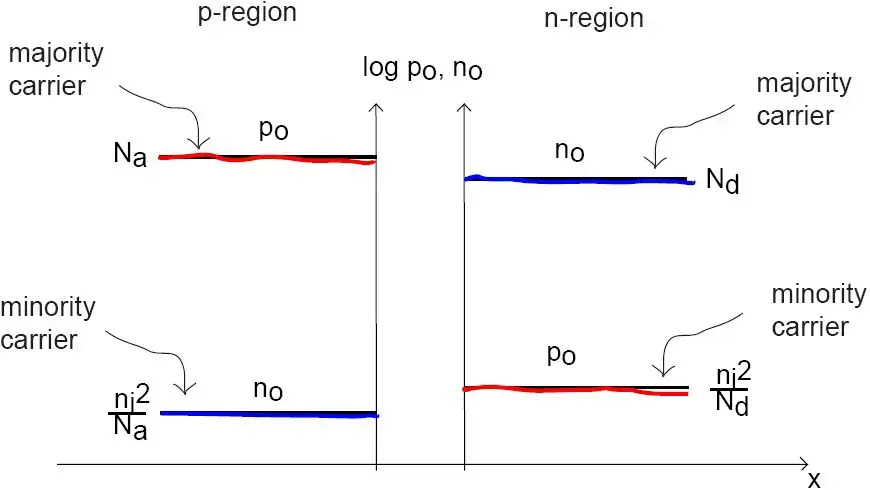 p-region
n-region
majority
carrier
log po, no
majority
carrier
Na
po
no
Nd
minority
carrier
minority
carrier
ni²
Na
no
po
ni²
Nd
x